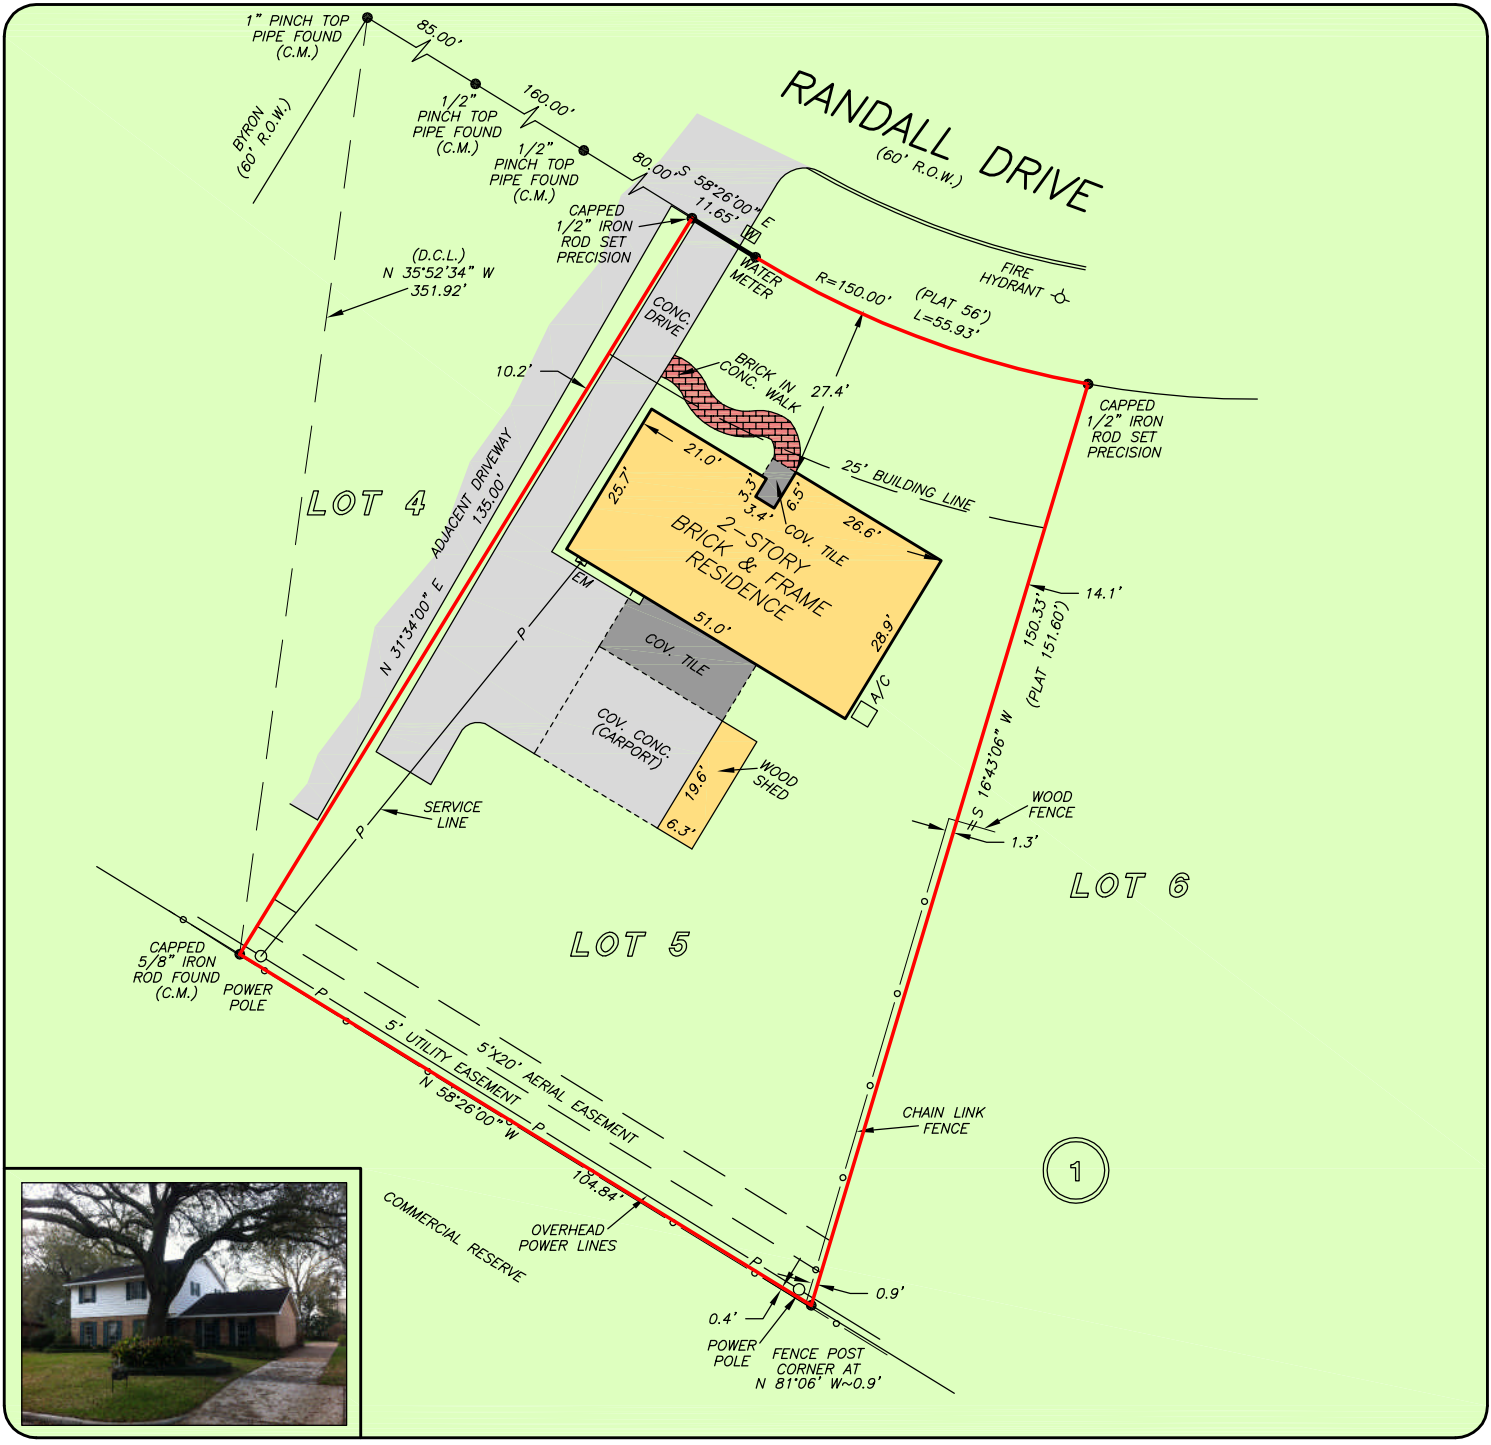 1" PINCH TOP
PIPE FOUND
(C.M.)
85.00'
BYRON
(60' R.O.W.)
1/2"
PINCH TOP
PIPE FOUND
(C.M.)
160.00'
1/2"
PINCH TOP
PIPE FOUND
(C.M.)
80.00'
RANDALL DRIVE
(60' R.O.W.)
S 58°26'00" E
11.65'
CAPPED
1/2" IRON
ROD SET
PRECISION
W
WATER
METER
(D.C.L.)
N 35°52'34" W
351.92'
FIRE
HYDRANT
R=150.00'
(PLAT 56')
L=55.93'
CONC.
DRIVE
BRICK IN
CONC. WALK
27.4'
10.2'
CAPPED
1/2" IRON
ROD SET
PRECISION
25' BUILDING LINE
LOT 4
ADJACENT DRIVEWAY
135.00'
N 31°34'00" E
21.0'
25.7'
3.3'
3.4'
6.5'
26.6'
COV. TILE
2-STORY
BRICK & FRAME
RESIDENCE
51.0'
28.9'
EM
A/C
14.1'
150.33'
(PLAT 151.60')
S 16°43'06" W
P
COV. TILE
COV. CONC.
(CARPORT)
19.6'
6.3'
WOOD
SHED
SERVICE
LINE
P
WOOD
FENCE
1.3'
LOT 6
LOT 5
CAPPED
5/8" IRON
ROD FOUND
(C.M.)
POWER
POLE
P
5' UTILITY EASEMENT
5'X20' AERIAL EASEMENT
N 58°26'00" W
P
104.84'
CHAIN LINK
FENCE
1
COMMERCIAL RESERVE
OVERHEAD
POWER LINES
P
0.9'
0.4'
POWER
POLE
FENCE POST
CORNER AT
N 81°06' W~0.9'